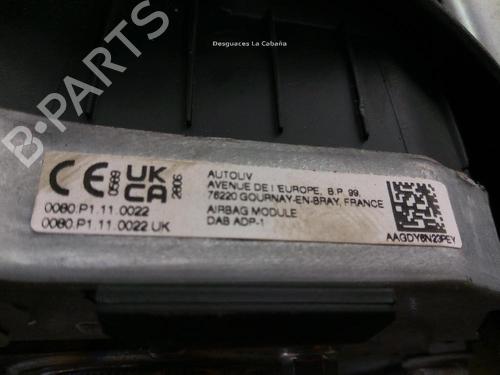 Desguaces La Cabaña
B-PARTS
CE 0589 UK CA 2806
0080.P1.11.0022
0080.P1.11.0022 UK
AUTOLIV
AVENUE DE L'EUROPE, B.P. 99,
76220 GOURNAY-EN-BRAY, FRANCE
AIRBAG MODULE
DAB ADP-1
AAGDY6N23PEY